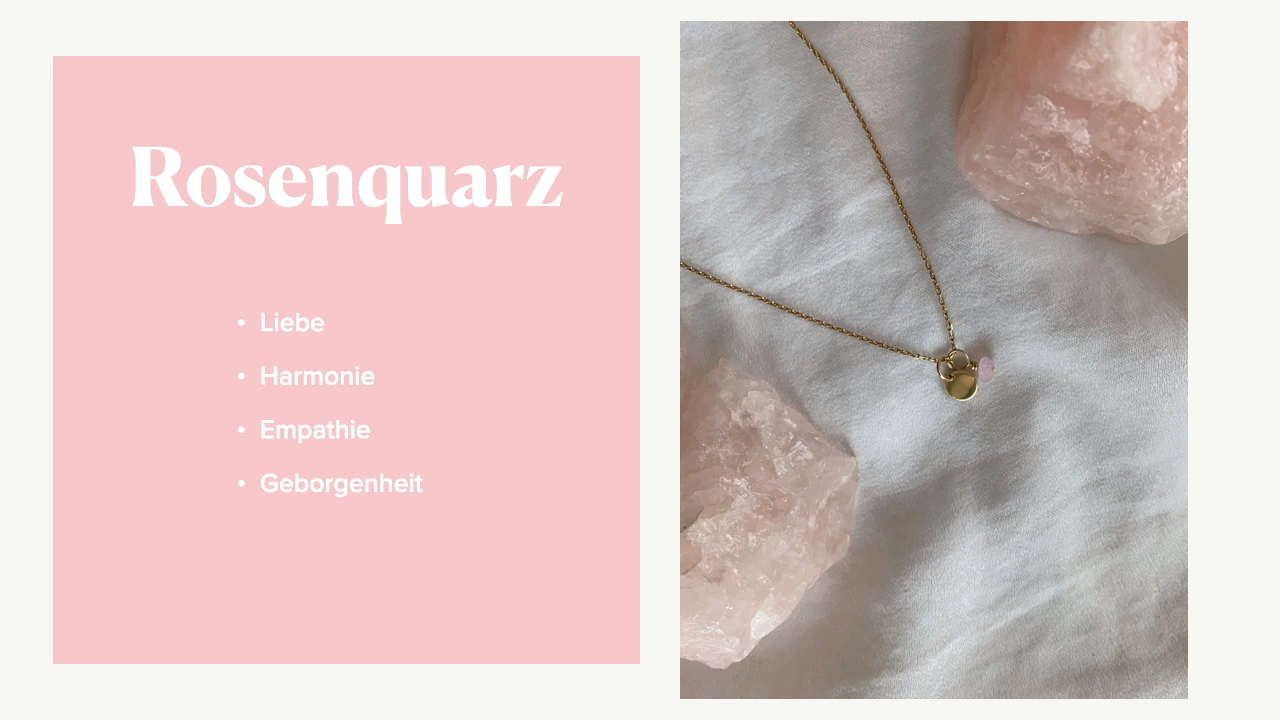 Rosenquarz
• Liebe
• Harmonie
• Empathie
• Geborgenheit